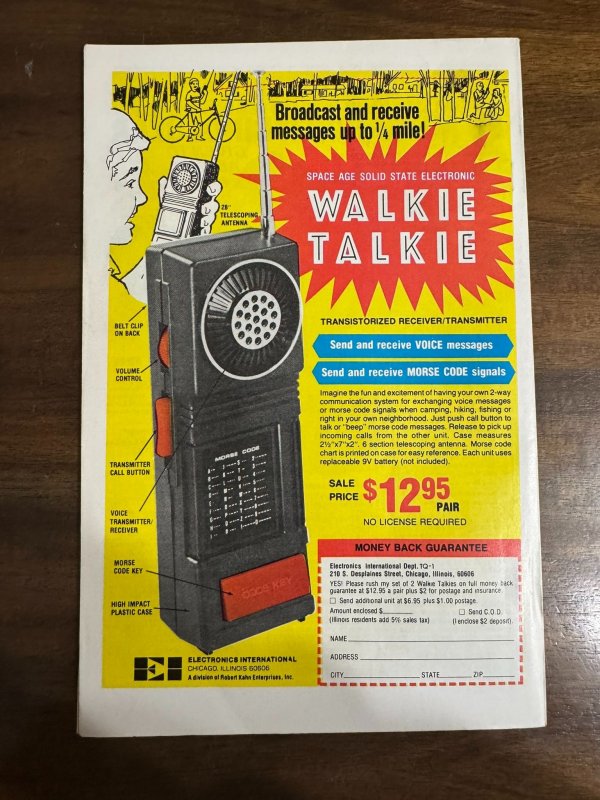 Broadcast and receive
messages up to 1/4 mile!
SPACE AGE SOLID STATE ELECTRONIC
WALKIE
TALKIE
28"
TELESCOPING
ANTENNA
BELT CLIP
ON BACK
VOLUME
CONTROL
TRANSMITTER
CALL BUTTON
VOICE
TRANSMITTER/
RECEIVER
MORSE
CODE KEY
HIGH IMPACT
PLASTIC CASE
MORSE CODE
CODE KEY
TRANSISTORIZED RECEIVER/TRANSMITTER
Send and receive VOICE messages
Send and receive MORSE CODE signals
Imagine the fun and excitement of having your own 2-way
communication system for exchanging voice messages
or morse code signals when camping, hiking, fishing or
right in your own neighborhood. Just push call button to
talk or "beep" morse code messages. Release to pick up
incoming calls from the other unit. Case measures
2½"x7"x2". 6 section telescoping antenna. Morse code
chart is printed on case for easy reference. Each unit uses
replaceable 9V battery (not included).
SALE
PRICE $12.95 PAIR
NO LICENSE REQUIRED
MONEY BACK GUARANTEE
Electronics International Dept. TQ-1
210 S. Desplaines Street, Chicago, Illinois, 60606
YES! Please rush my set of 2 Walkie Talkies on full money back
guarantee at $12.95 a pair plus $2 for postage and insurance.
Send additional unit at $6.95 plus $1.00 postage.
Amount enclosed $ Send C.O.D.
(Illinois residents add 5% sales tax) (I enclose $2 deposit).
NAME
ADDRESS
CITY STATE ZIP
EI
ELECTRONICS INTERNATIONAL
CHICAGO, ILLINOIS 60606
A division of Robert Kahn Enterprises, Inc.